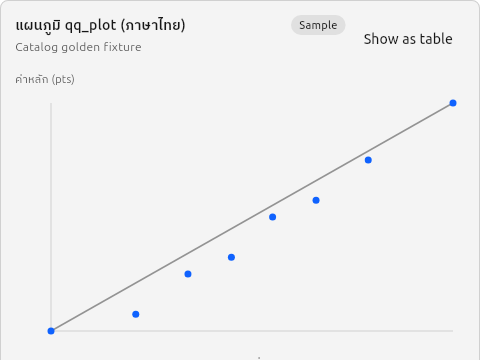 แผนภูมิ qq_plot (ภาษาไทย)
Sample
Show as table
Catalog golden fixture
ค่าหลัก (pts)